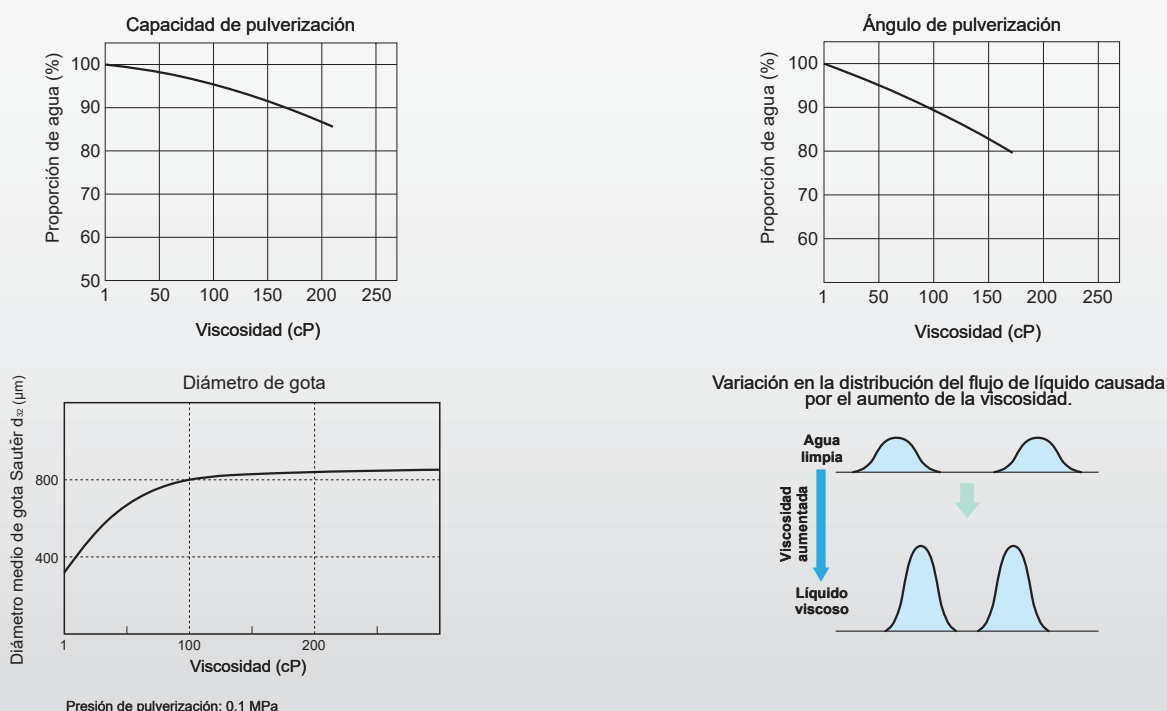 Capacidad de pulverización
Proporción de agua (%)
100
90
80
70
60
50
1 50 100 150 200 250
Viscosidad (cP)
Ángulo de pulverización
Proporción de agua (%)
100
90
80
70
60
1 50 100 150 200 250
Viscosidad (cP)
Diámetro de gota
Diámetro medio de gota Sautêr d32 (μm)
800
400
1 100 200
Viscosidad (cP)
Presión de pulverización: 0.1 MPa
Variación en la distribución del flujo de líquido causada
por el aumento de la viscosidad.
Agua
limpia
Viscosidad
aumentada
Líquido
viscoso